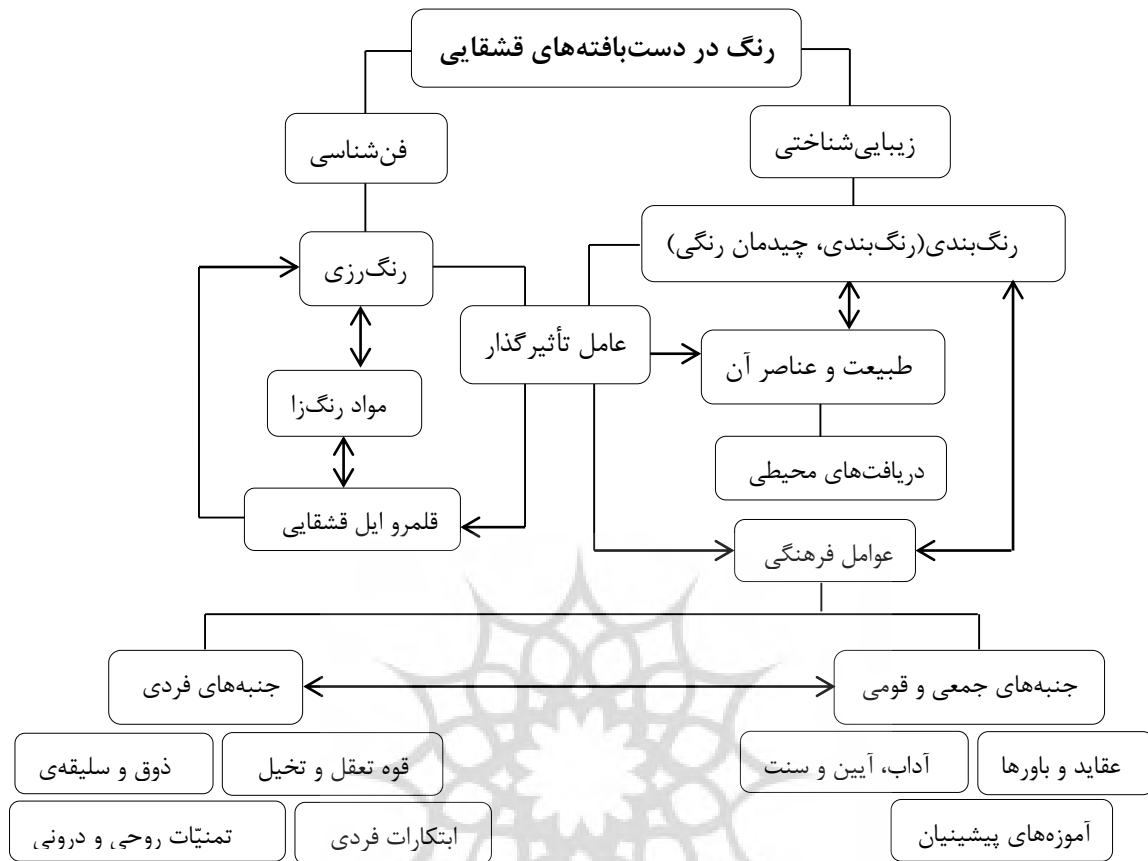 رنگ در دست‌بافته‌های قشقایی
زیبایی‌شناختی
فن‌شناسی
رنگ‌بندی(رنگ‌بندی، چیدمان رنگی)
رنگ‌رزی
عامل تأثیرگذار
طبیعت و عناصر آن
مواد رنگ‌زا
دریافت‌های محیطی
قلمرو ایل قشقایی
عوامل فرهنگی
جنبه‌های جمعی و قومی
جنبه‌های فردی
عقاید و باورها
آداب، آیین و سنت
قوه تعقل و تخیل
ذوق و سلیقه‌ی
آموزه‌های پیشینیان
ابتکارات فردی
تمنیّات روحی و درونی